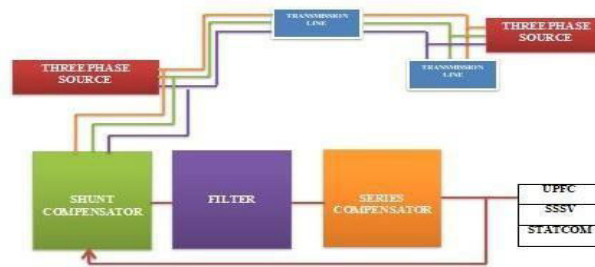 TRANSMISSION
LINE
THREE PHASE
SOURCE
THREE PHASE
SOURCE
TRANSMISSION
LINE
SHUNT
COMPENSATOR
FILTER
SERIES
COMPENSATOR
UPFC
SSSV
STATCOM